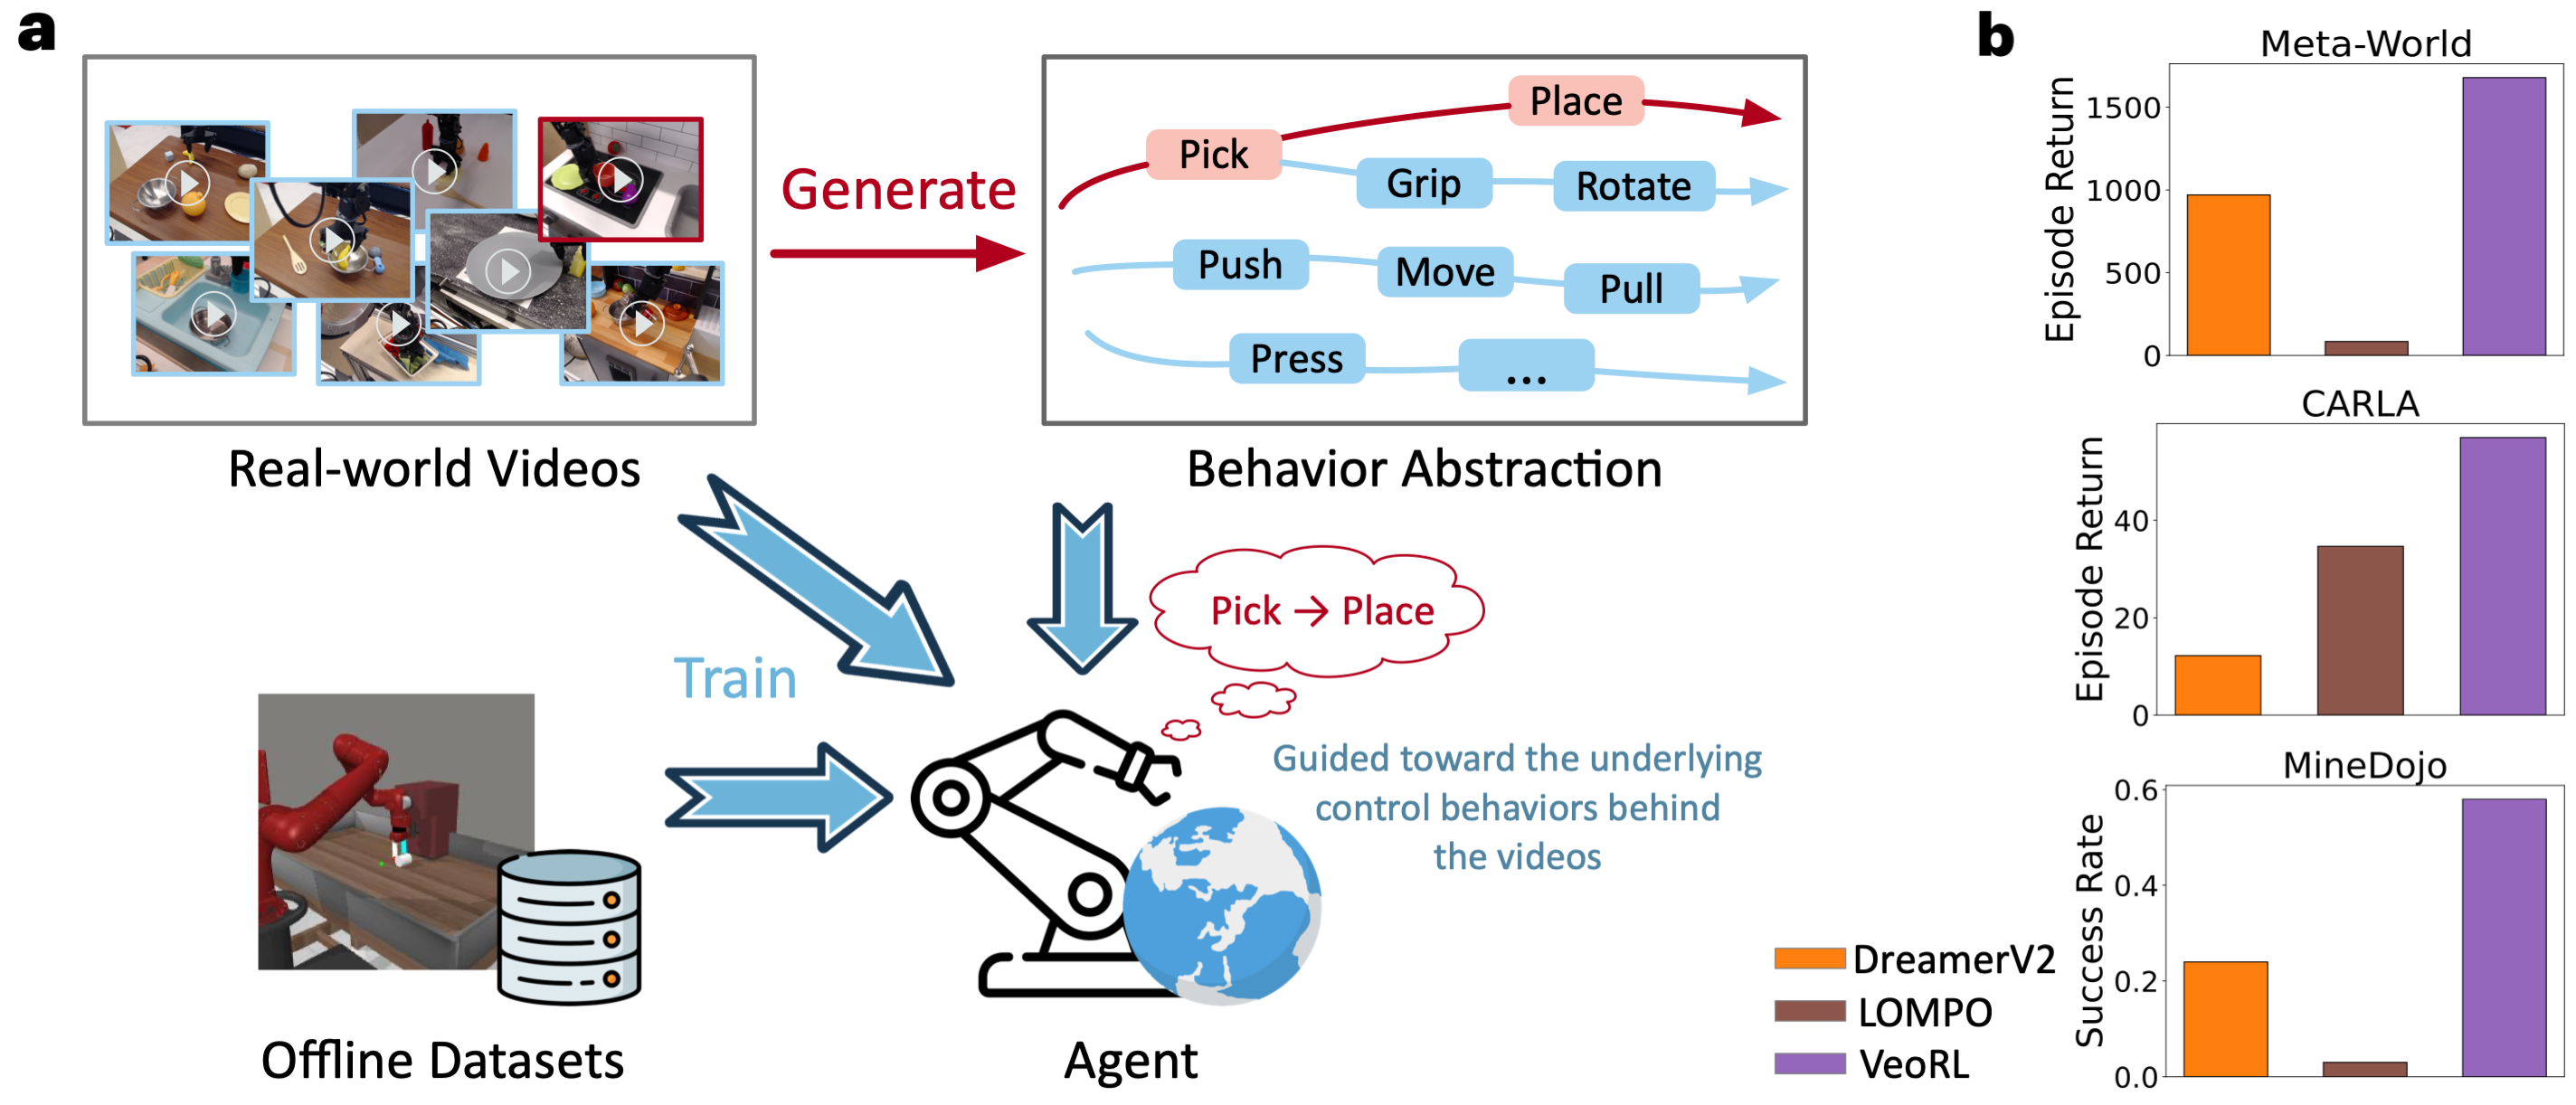 a
Generate
Pick
Place
Grip
Rotate
Push
Move
Pull
Press
...
Real-world Videos
Behavior Abstraction
Train
Pick → Place
Guided toward the underlying
control behaviors behind
the videos
Offline Datasets
Agent
DreamerV2
LOMPO
VeoRL
b
Meta-World
Episode Return
1500
1000
500
0
CARLA
Episode Return
40
20
0
MineDojo
Success Rate
0.6
0.4
0.2
0.0